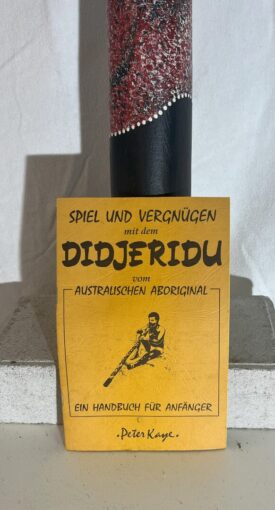 SPIEL UND VERGNÜGEN
mit dem
DIDJERIDU
vom
AUSTRALISCHEN ABORIGINAL
EIN HANDBUCH FÜR ANFÄNGER
·Peter Kaye·